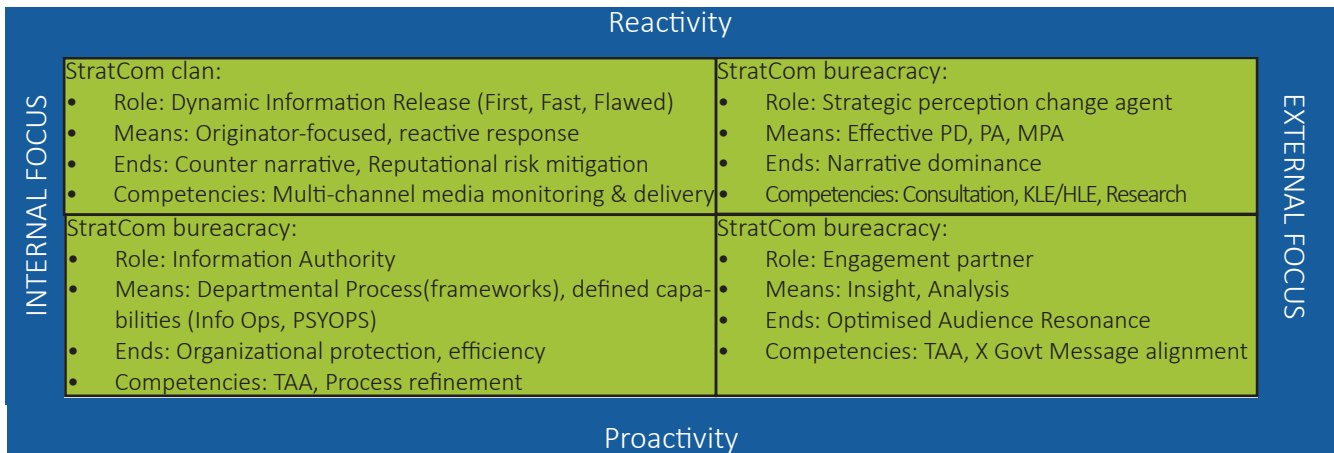 Reactivity
INTERNAL FOCUS
StratCom clan:
• Role: Dynamic Information Release (First, Fast, Flawed)
• Means: Originator-focused, reactive response
• Ends: Counter narrative, Reputational risk mitigation
• Competencies: Multi-channel media monitoring & delivery
StratCom bureacracy:
• Role: Strategic perception change agent
• Means: Effective PD, PA, MPA
• Ends: Narrative dominance
• Competencies: Consultation, KLE/HLE, Research
StratCom bureacracy:
• Role: Information Authority
• Means: Departmental Process(frameworks), defined capa-
bilities (Info Ops, PSYOPS)
• Ends: Organizational protection, efficiency
• Competencies: TAA, Process refinement
StratCom bureacracy:
• Role: Engagement partner
• Means: Insight, Analysis
• Ends: Optimised Audience Resonance
• Competencies: TAA, X Govt Message alignment
EXTERNAL FOCUS
Proactivity